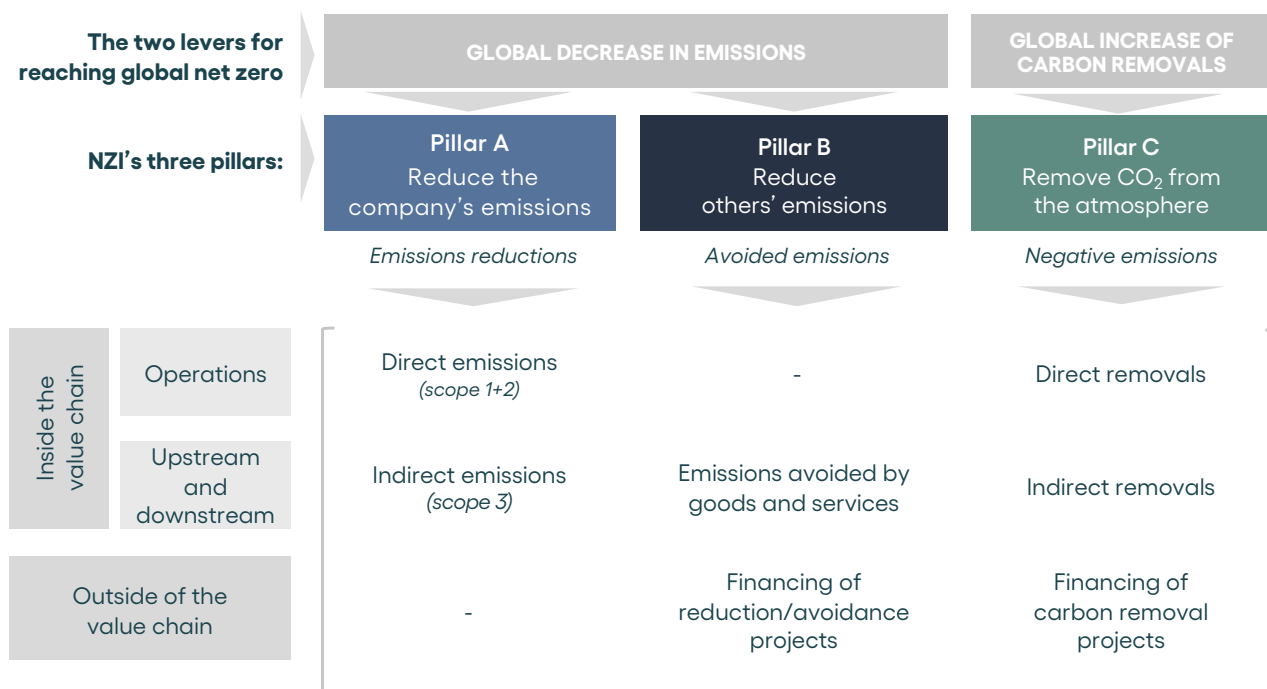 The two levers for
reaching global net zero
GLOBAL DECREASE IN EMISSIONS
GLOBAL INCREASE OF
CARBON REMOVALS
NZI’s three pillars:
Pillar A
Reduce the
company’s emissions
Pillar B
Reduce
others’ emissions
Pillar C
Remove CO₂ from
the atmosphere
Emissions reductions
Avoided emissions
Negative emissions
Inside the
value chain
Operations
Direct emissions
(scope 1+2)
-
Direct removals
Upstream
and
downstream
Indirect emissions
(scope 3)
Emissions avoided by
goods and services
Indirect removals
Outside of the
value chain
-
Financing of
reduction/avoidance
projects
Financing of
carbon removal
projects